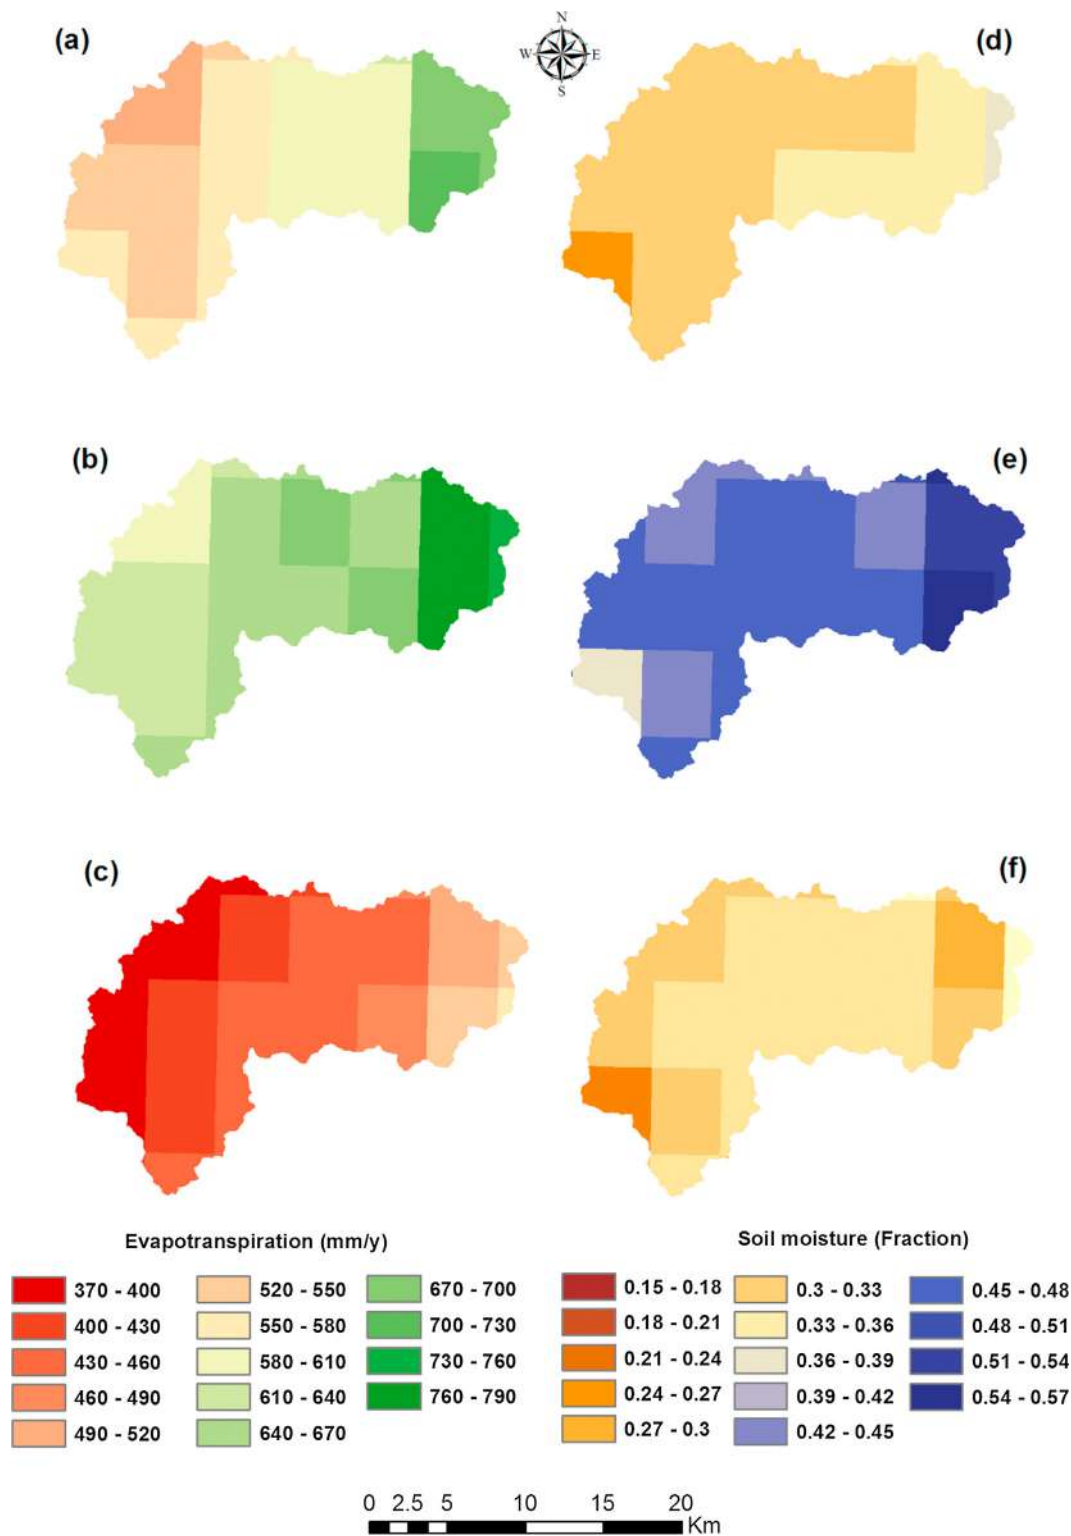 (a)
N
W E
S
(d)
(b)
(e)
(c)
(f)
Evapotranspiration (mm/y)
370 - 400
400 - 430
430 - 460
460 - 490
490 - 520
520 - 550
550 - 580
580 - 610
610 - 640
640 - 670
670 - 700
700 - 730
730 - 760
760 - 790
Soil moisture (Fraction)
0.15 - 0.18
0.18 - 0.21
0.21 - 0.24
0.24 - 0.27
0.27 - 0.3
0.3 - 0.33
0.33 - 0.36
0.36 - 0.39
0.39 - 0.42
0.42 - 0.45
0.45 - 0.48
0.48 - 0.51
0.51 - 0.54
0.54 - 0.57
0 2.5 5 10 15 20
Km